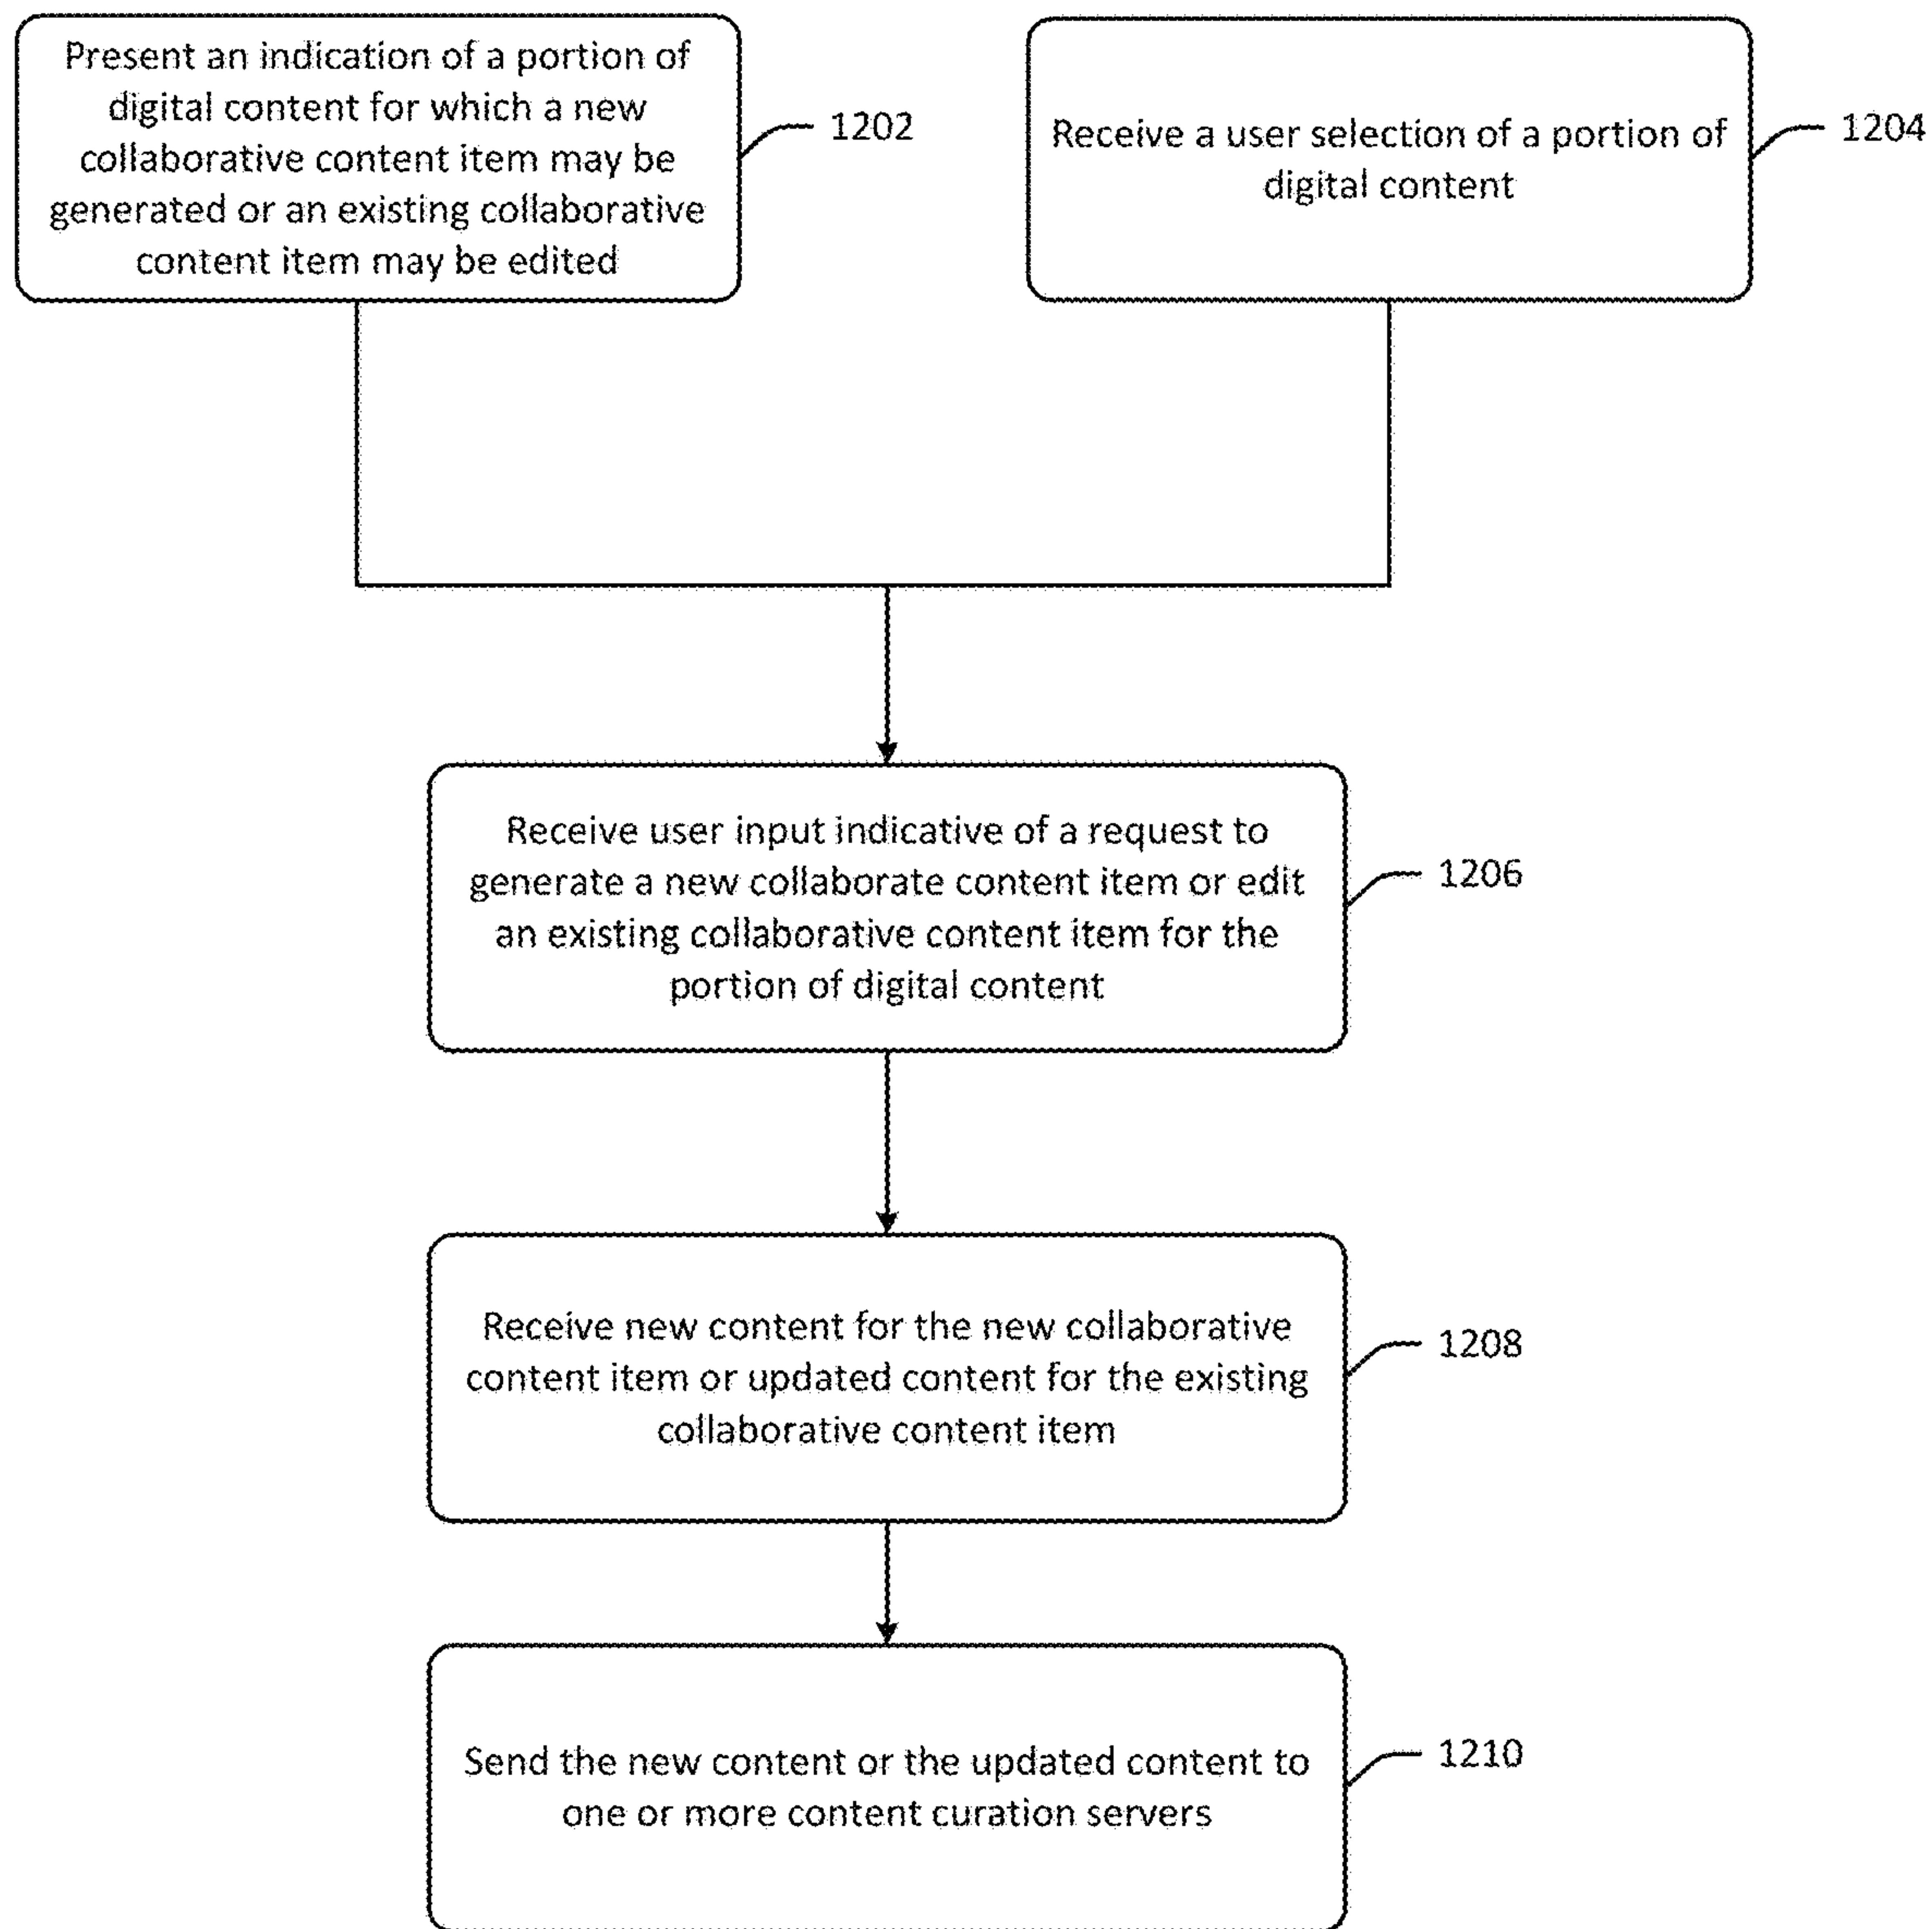 Present an indication of a portion of
digital content for which a new
collaborative content item may be
generated or an existing collaborative
content item may be edited
1202
Receive a user selection of a portion of
digital content
1204
Receive user input indicative of a request to
generate a new collaborate content item or edit
an existing collaborative content item for the
portion of digital content
1206
Receive new content for the new collaborative
content item or updated content for the existing
collaborative content item
1208
Send the new content or the updated content to
one or more content curation servers
1210